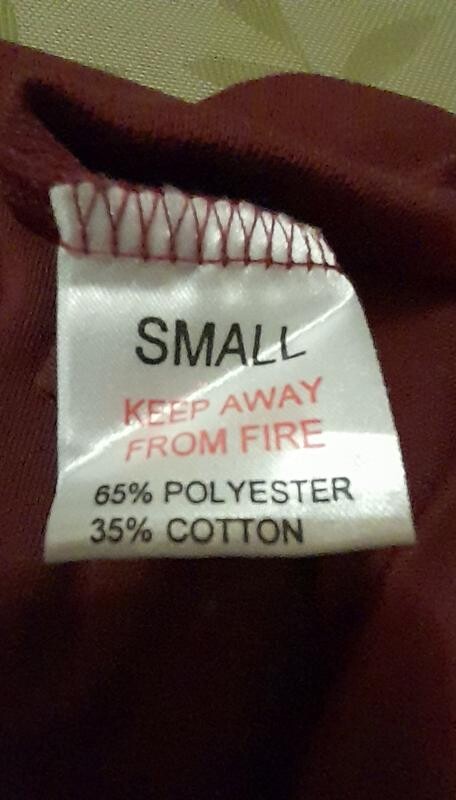 SMALL
KEEP AWAY
FROM FIRE
65% POLYESTER
35% COTTON